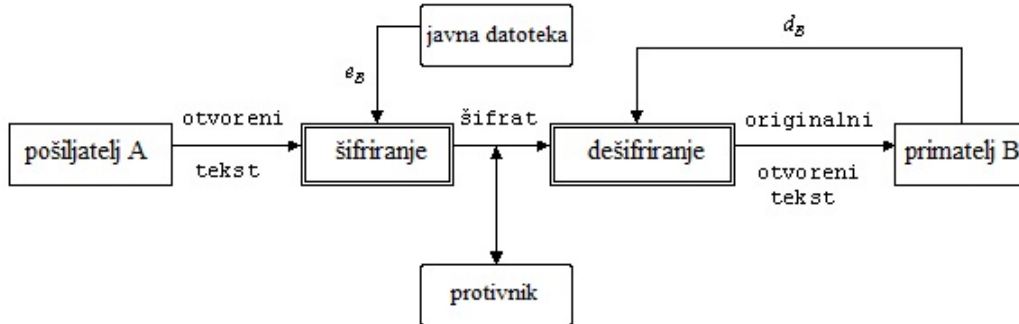 javna datoteka
d_B
e_B
otvoreni
šifrat
originalni
pošiljatelj A
šifriranje
dešifriranje
primatelj B
tekst
otvoreni
tekst
protivnik